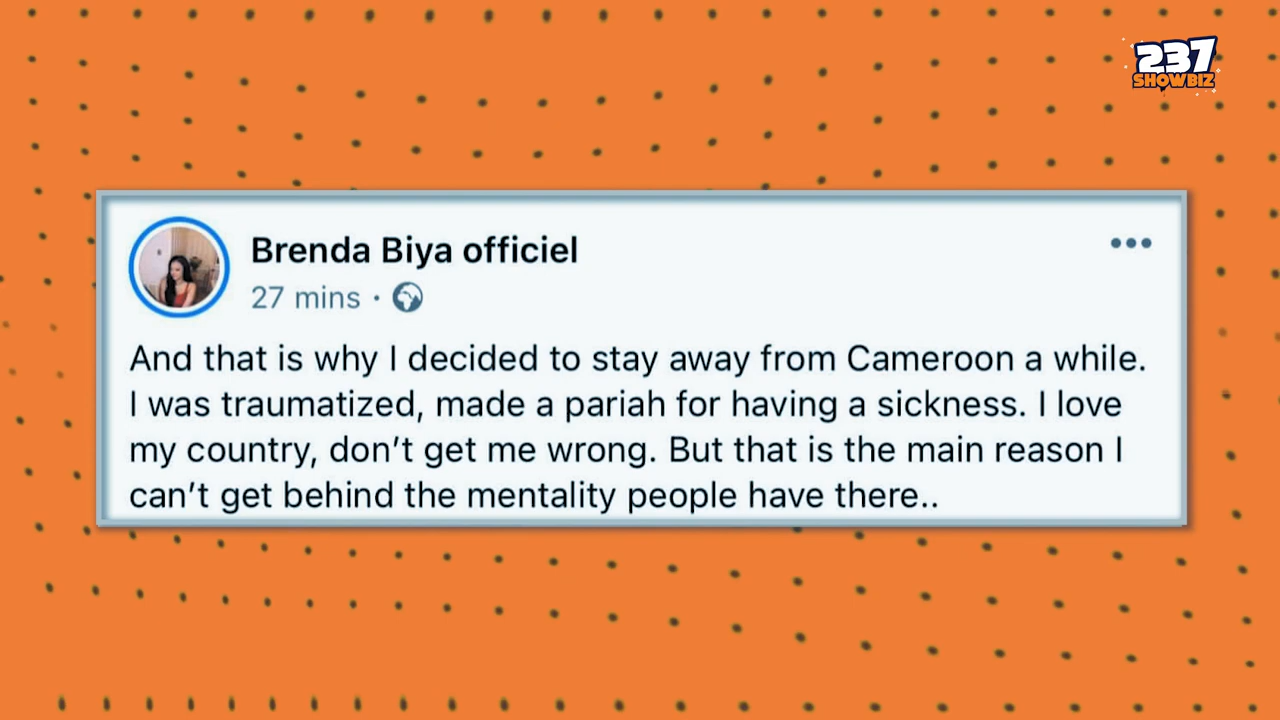 237
SHOWBIZ
Brenda Biya officiel
27 mins ·
And that is why I decided to stay away from Cameroon a while.
I was traumatized, made a pariah for having a sickness. I love
my country, don’t get me wrong. But that is the main reason I
can’t get behind the mentality people have there..